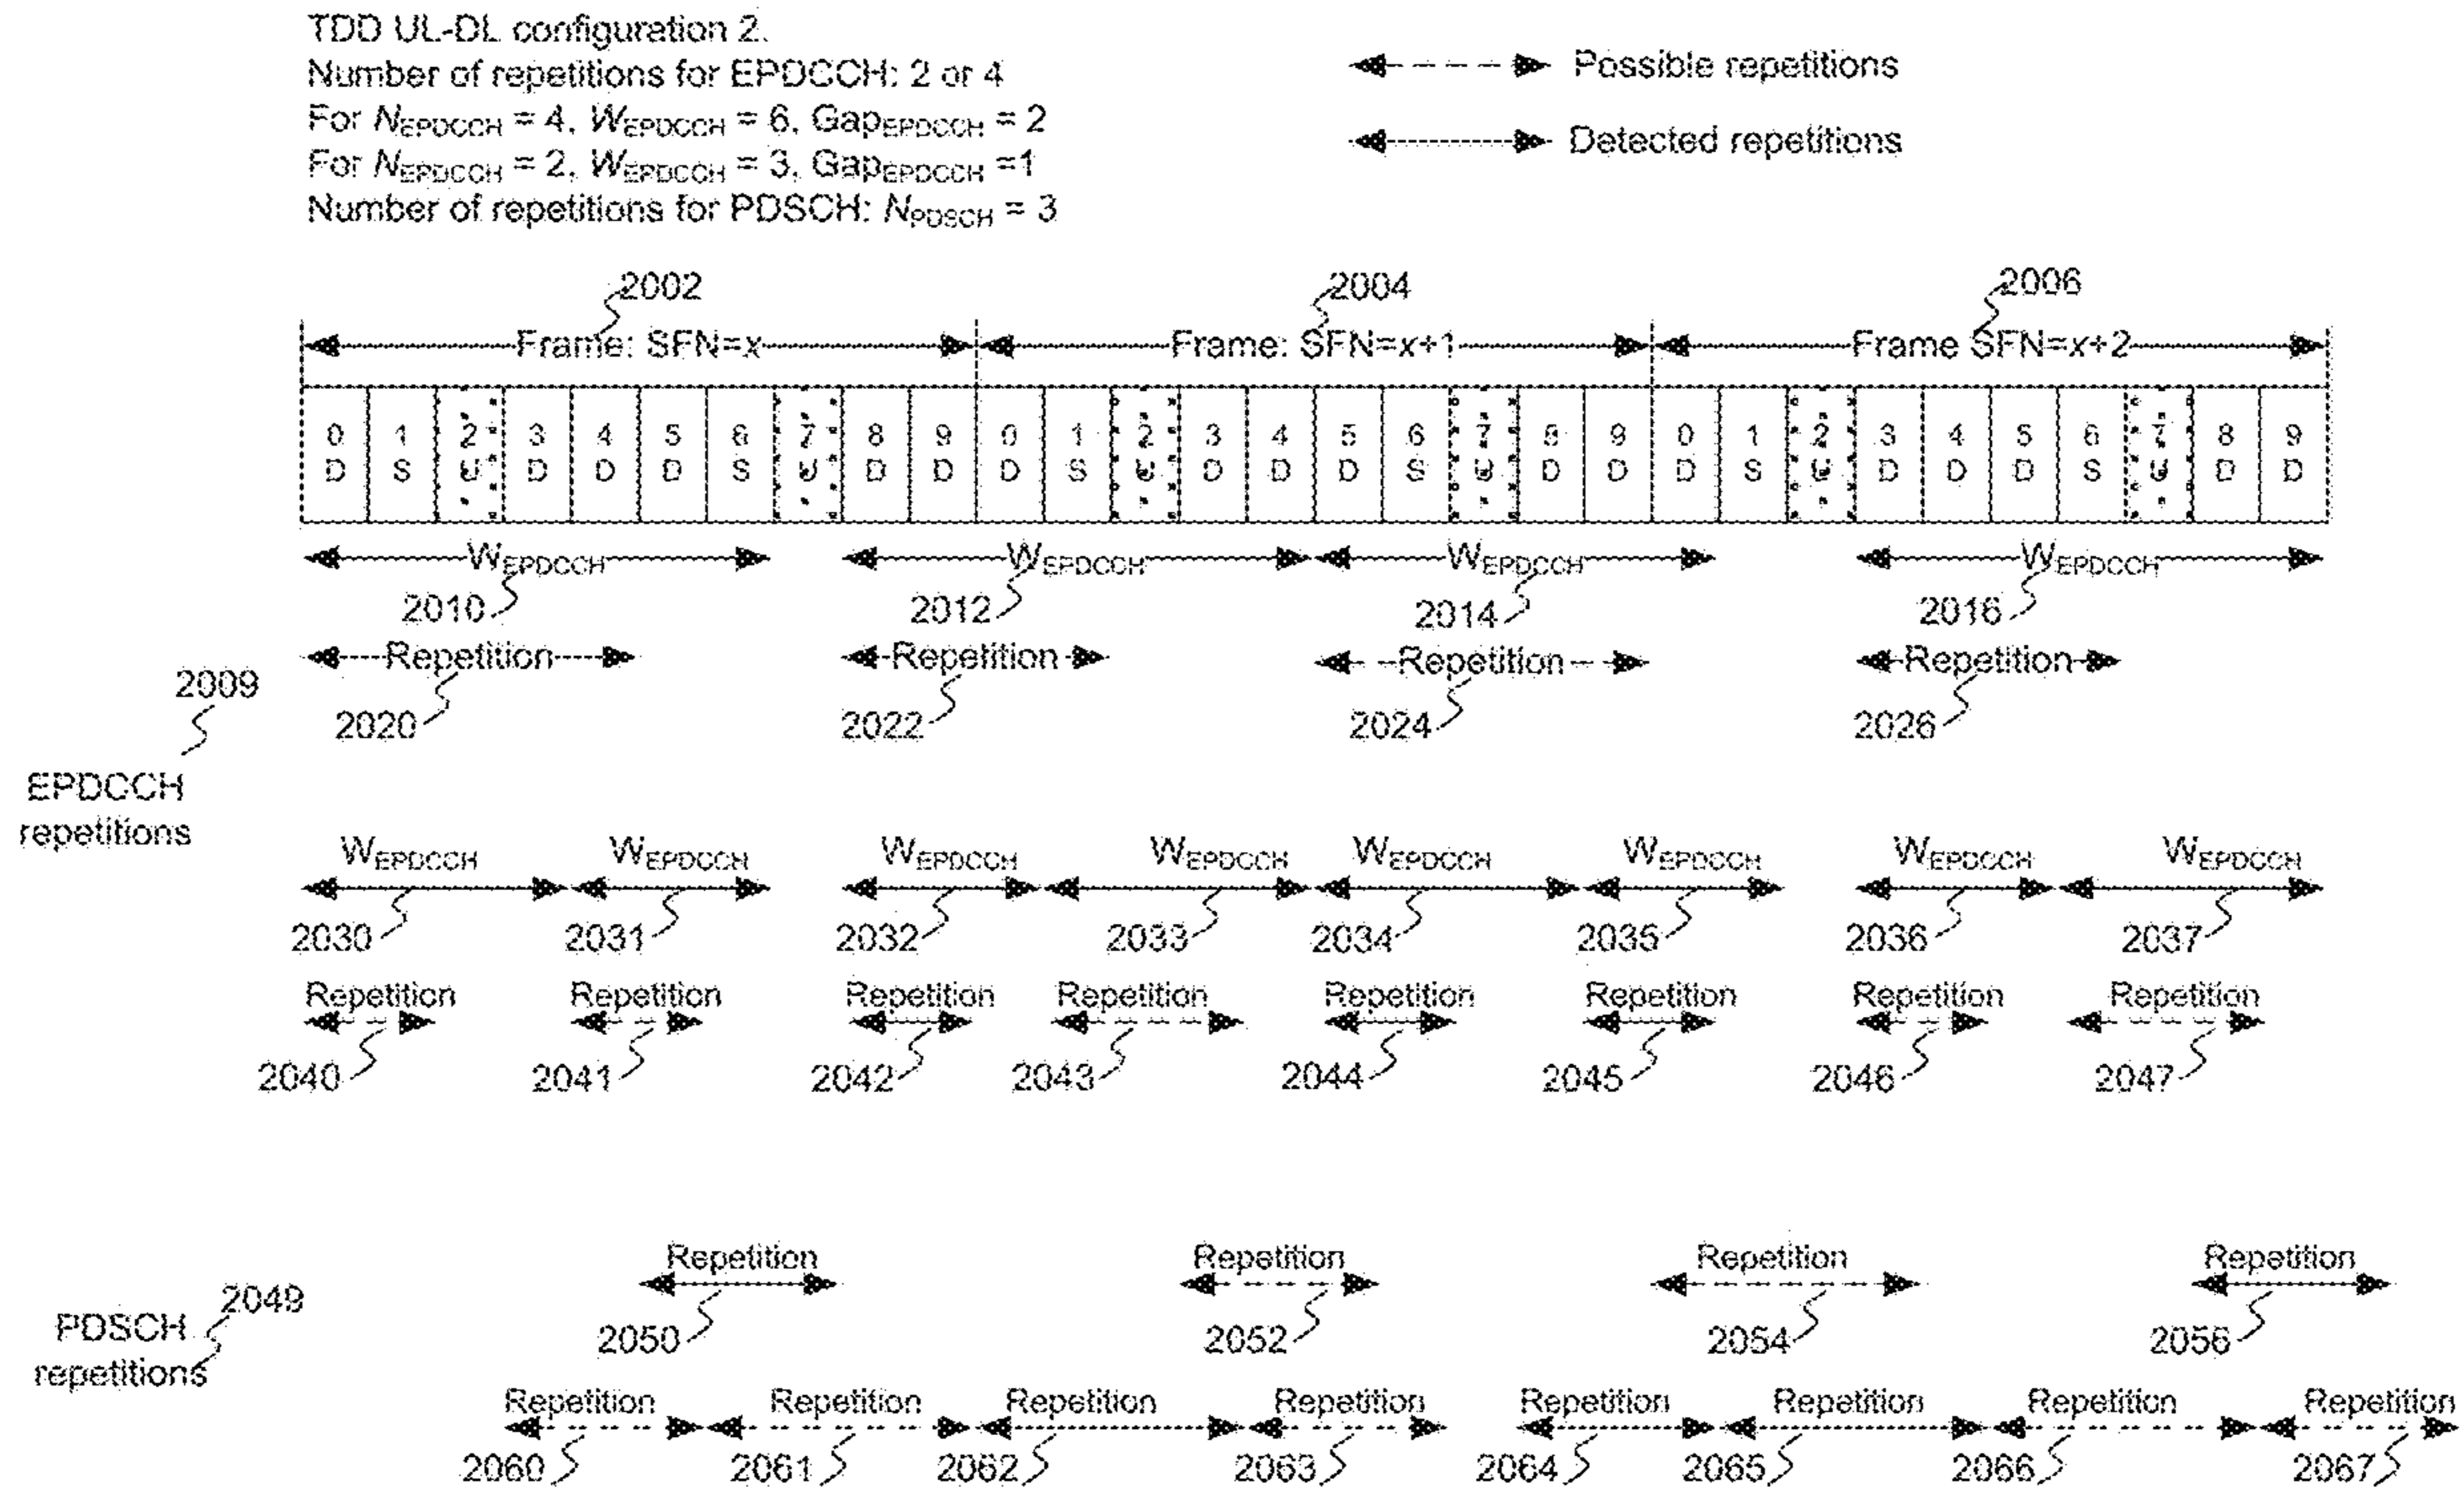 TDD UL-DL configuration 2.
Number of repetitions for EPDCCH: 2 or 4
For NEPDCCH = 4, WEPDCCH = 6, GapEPDCCH = 2
For NEPDCCH = 2, WEPDCCH = 3, GapEPDCCH =1
Number of repetitions for PDSCH: NPDSCH = 3
Possible repetitions
Detected repetitions
2002 2004 2006
Frame: SFN=x Frame: SFN=x+1 Frame SFN=x+2
0 1 2 3 4 5 6 7 8 9 0 1 2 3 4 5 6 7 8 9 0 1 2 3 4 5 6 7 8 9
D S U D D D S U D D D S U D D D S U D D D S U D D D S U D D
WEPDCCH WEPDCCH WEPDCCH WEPDCCH
2010 2012 2014 2016
Repetition Repetition Repetition Repetition
2020 2022 2024 2026
2009
EPDCCH
repetitions
WEPDCCH WEPDCCH WEPDCCH WEPDCCH WEPDCCH WEPDCCH WEPDCCH WEPDCCH
2030 2031 2032 2033 2034 2035 2036 2037
Repetition Repetition Repetition Repetition Repetition Repetition Repetition Repetition
2040 2041 2042 2043 2044 2045 2046 2047
Repetition Repetition Repetition Repetition
2050 2052 2054 2056
2049
PDSCH
repetitions
Repetition Repetition Repetition Repetition Repetition Repetition Repetition Repetition
2060 2061 2062 2063 2064 2065 2066 2067